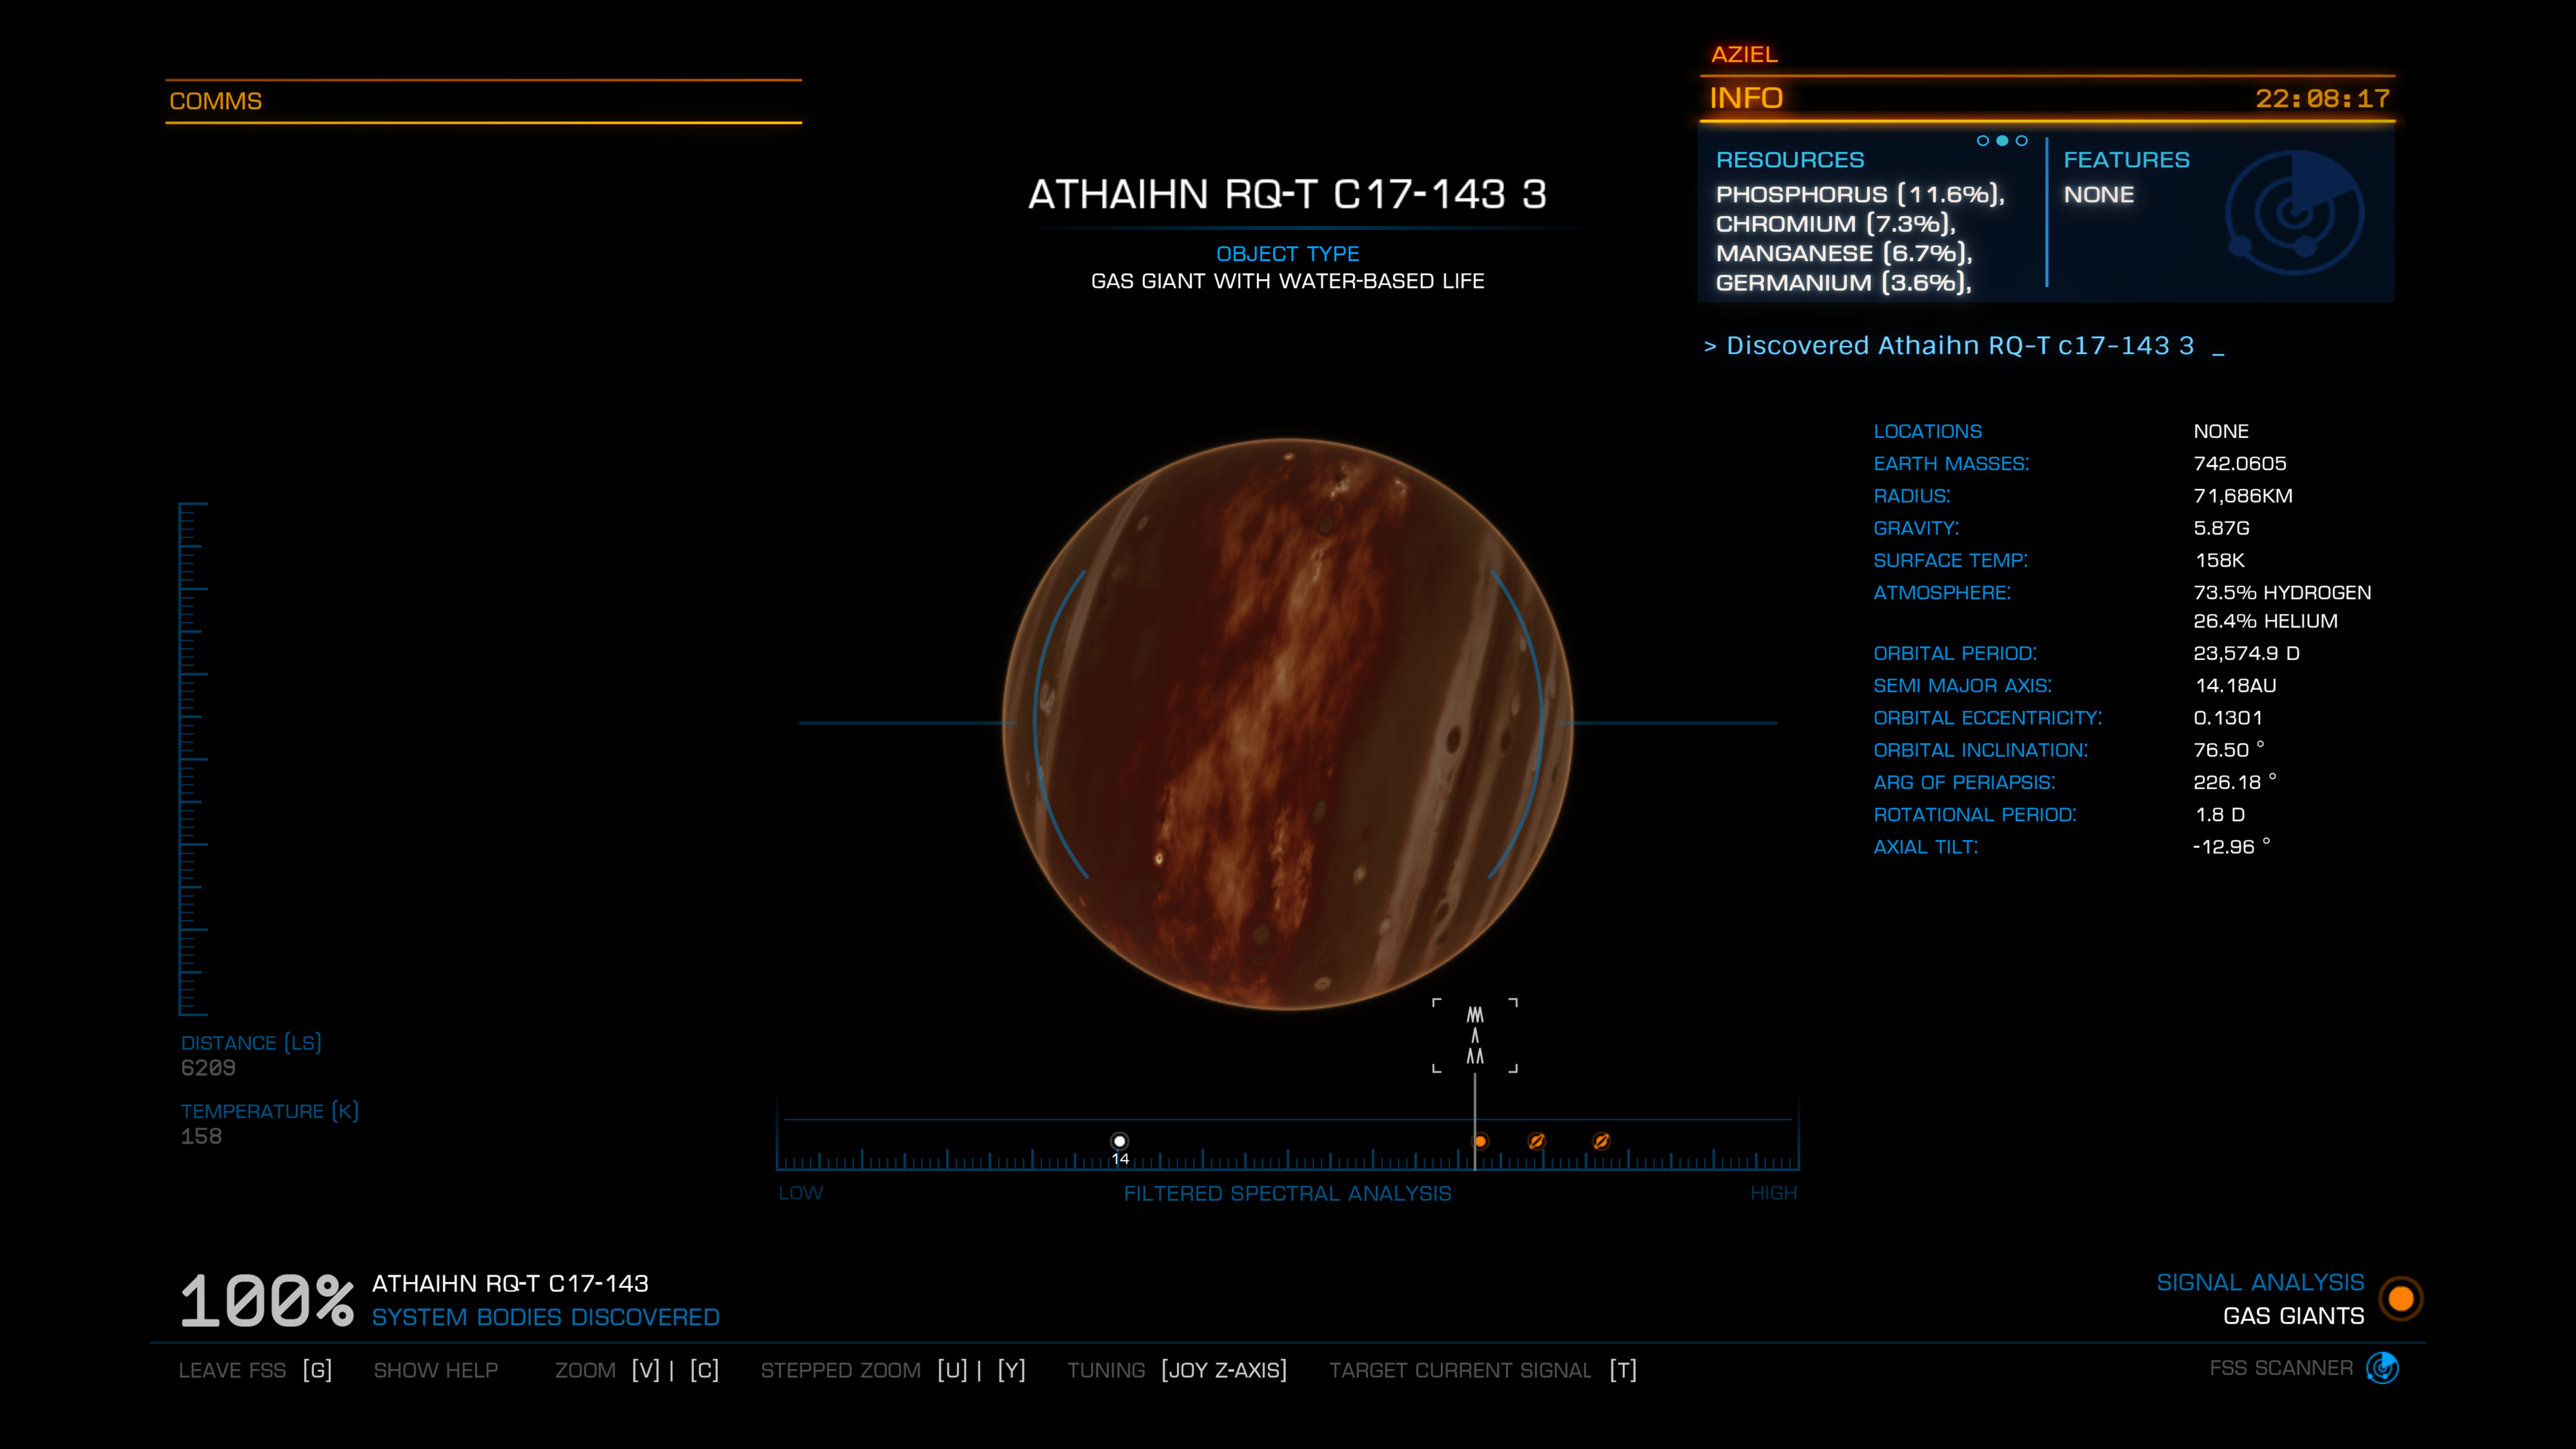 COMMS
AZIEL
INFO 22:08:17
RESOURCES
PHOSPHORUS (11.6%),
CHROMIUM (7.3%),
MANGANESE (6.7%),
GERMANIUM (3.6%),
FEATURES
NONE
> Discovered Athaihn RQ-T c17-143 3 _
ATHAIHN RQ-T C17-143 3
OBJECT TYPE
GAS GIANT WITH WATER-BASED LIFE
LOCATIONS NONE
EARTH MASSES: 742.0605
RADIUS: 71,686KM
GRAVITY: 5.87G
SURFACE TEMP: 158K
ATMOSPHERE: 73.5% HYDROGEN
26.4% HELIUM
ORBITAL PERIOD: 23,574.9 D
SEMI MAJOR AXIS: 14.18AU
ORBITAL ECCENTRICITY: 0.1301
ORBITAL INCLINATION: 76.50 °
ARG OF PERIAPSIS: 226.18 °
ROTATIONAL PERIOD: 1.8 D
AXIAL TILT: -12.96 °
DISTANCE (LS)
6209
TEMPERATURE (K)
158
14
LOW FILTERED SPECTRAL ANALYSIS HIGH
100%
ATHAIHN RQ-T C17-143
SYSTEM BODIES DISCOVERED
SIGNAL ANALYSIS
GAS GIANTS
LEAVE FSS [G] SHOW HELP ZOOM [V] | [C] STEPPED ZOOM [U] | [Y] TUNING [JOY Z-AXIS] TARGET CURRENT SIGNAL [T] FSS SCANNER